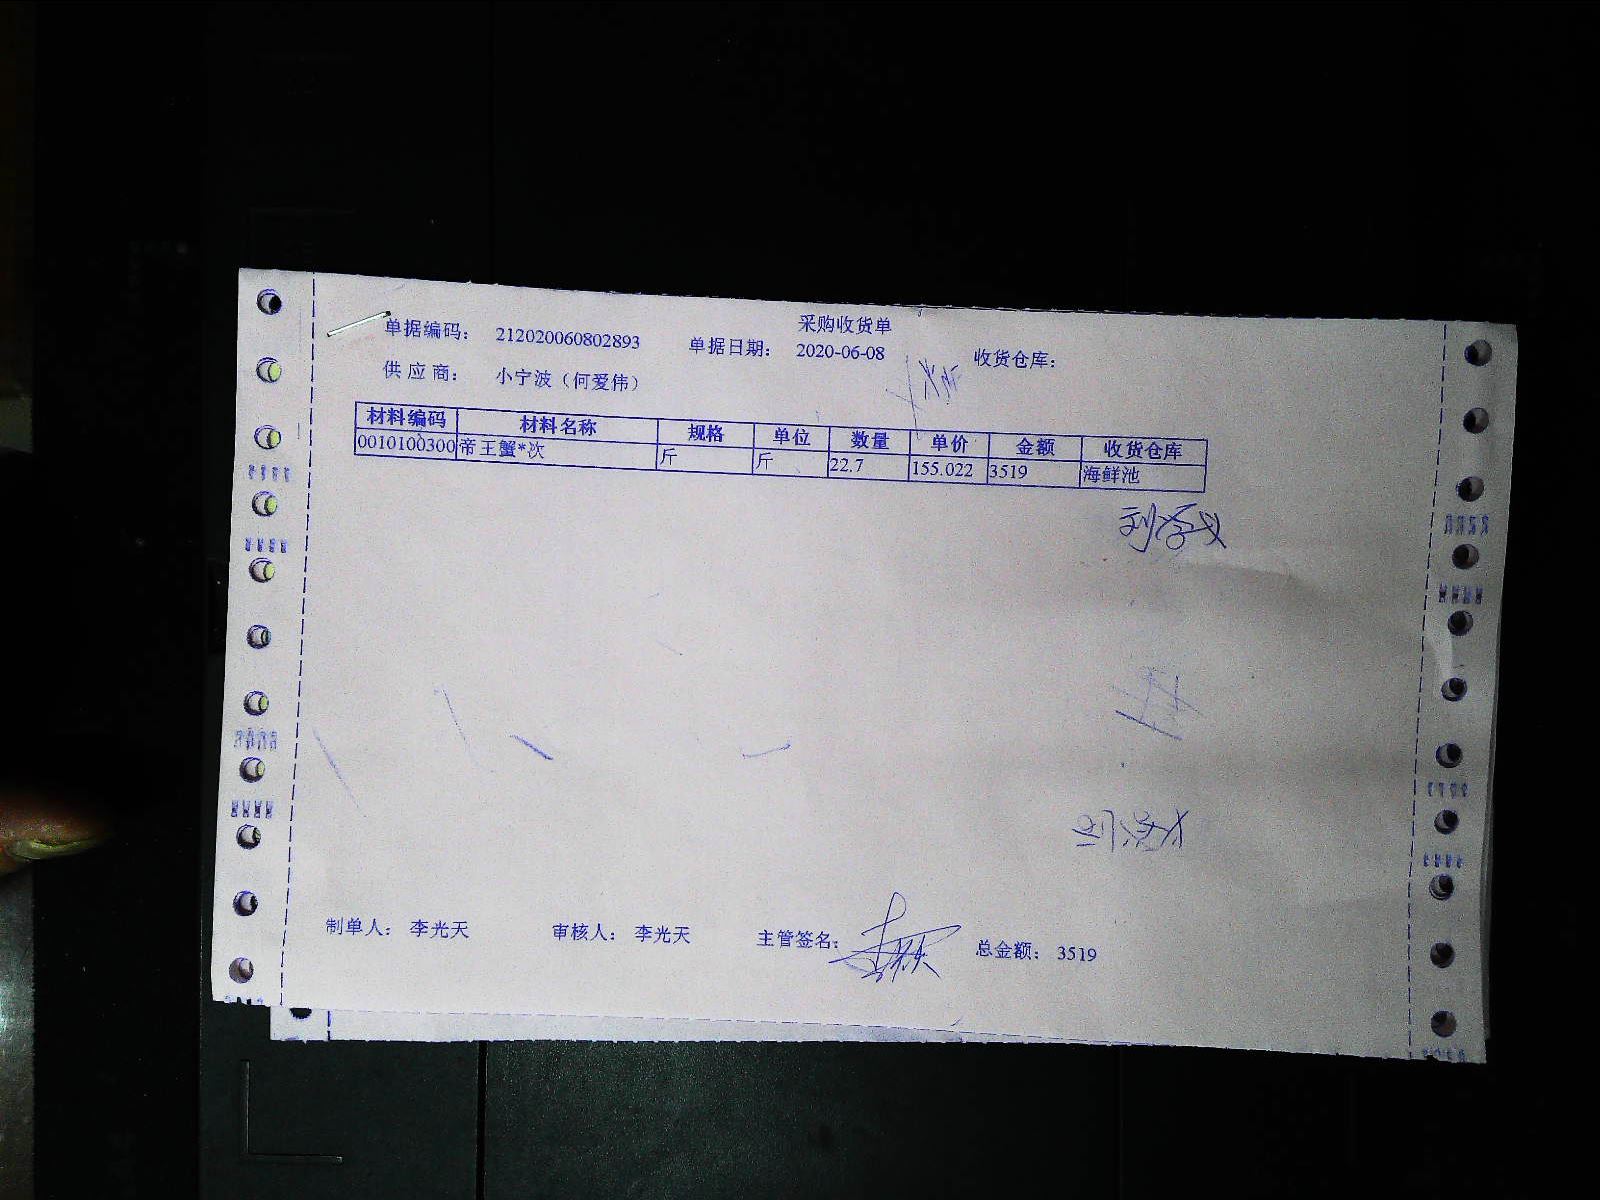 采购收货单
单据编码： 212020060802893 单据日期： 2020-06-08 收货仓库：
供 应 商： 小宁波（何爱伟）
材料编码 材料名称 规格 单位 数量 单价 金额 收货仓库
0010100300 帝王蟹*次 斤 斤 22.7 155.022 3519 海鲜池
制单人： 李光天 审核人： 李光天 主管签名： 总金额： 3519